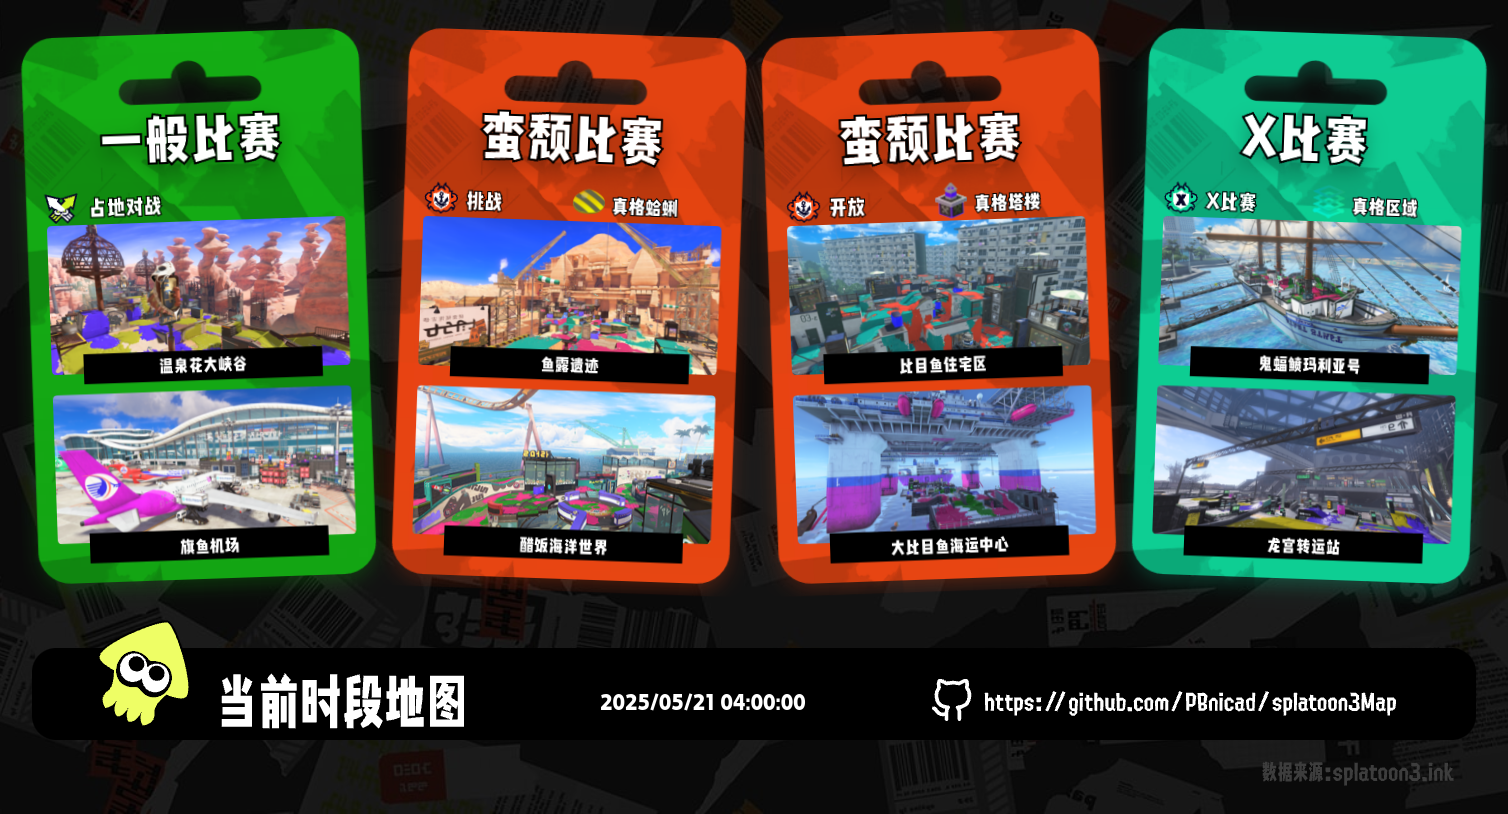 一般比赛
占地对战
温泉花大峡谷
旗鱼机场
蛮颓比赛
挑战
真格蛤蜊
鱼露遗迹
醋饭海洋世界
蛮颓比赛
开放
真格塔楼
比目鱼住宅区
大比目鱼海运中心
X比赛
X比赛
真格区域
鬼蝠鲼玛利亚号
龙宫转运站
当前时段地图
2025/05/21 04:00:00
https://github.com/PBnicad/splatoon3Map
数据来源:splatoon3.ink